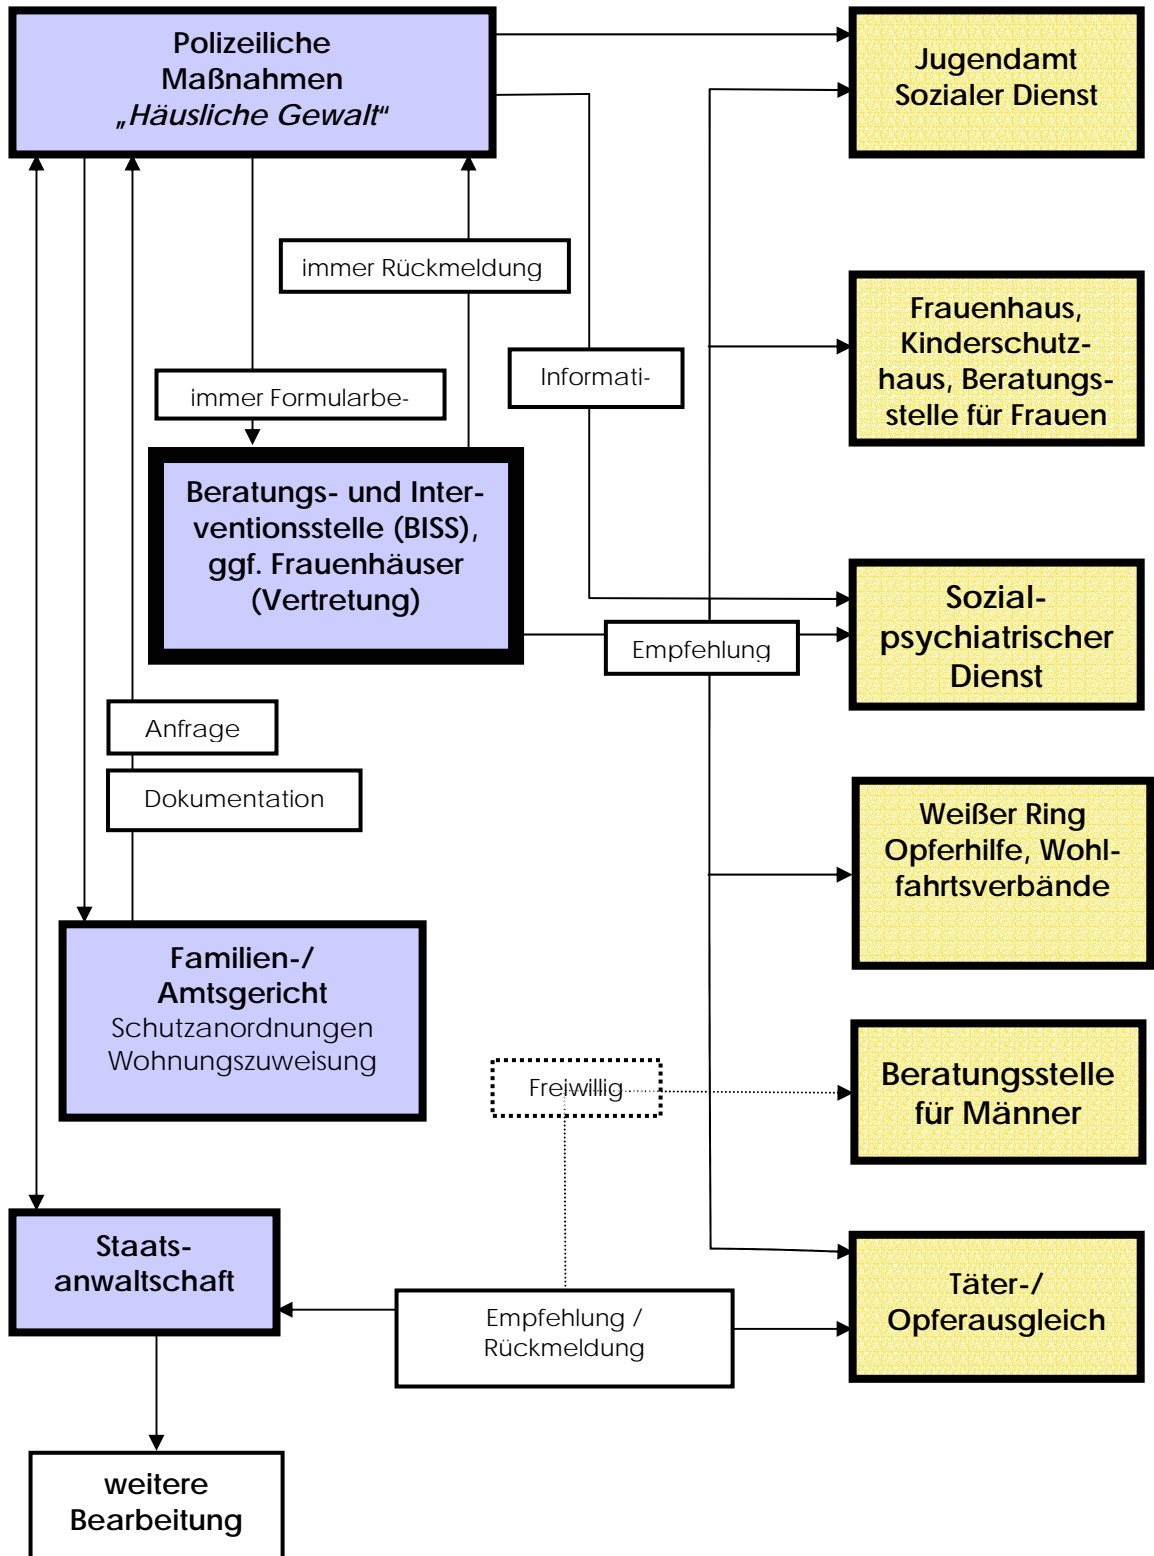 Polizeiliche
Maßnahmen
„Häusliche Gewalt“
Jugendamt
Sozialer Dienst
immer Rückmeldung
Frauenhaus,
Kinderschutz-
haus, Beratungs-
stelle für Frauen
Informati-
immer Formularbe-
Beratungs- und Inter-
ventionsstelle (BISS),
ggf. Frauenhäuser
(Vertretung)
Sozial-
psychiatrischer
Dienst
Empfehlung
Anfrage
Dokumentation
Weißer Ring
Opferhilfe, Wohl-
fahrtsverbände
Familien-/
Amtsgericht
Schutzanordnungen
Wohnungszuweisung
Freiwillig
Beratungsstelle
für Männer
Staats-
anwaltschaft
Empfehlung /
Rückmeldung
Täter-/
Opferausgleich
weitere
Bearbeitung